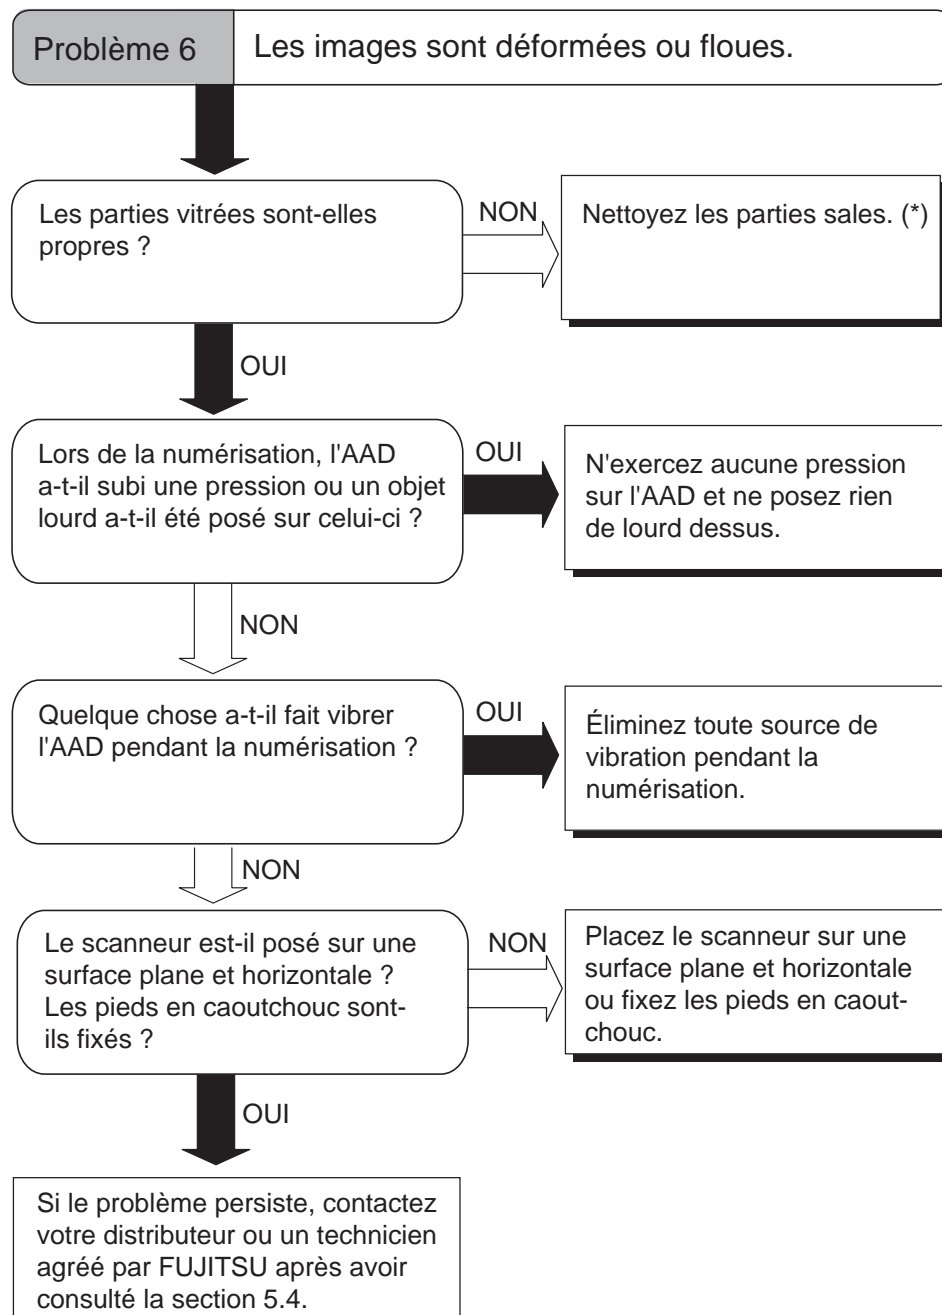 Problème 6
Les images sont déformées ou floues.
Les parties vitrées sont-elles
propres ?
NON
Nettoyez les parties sales. (*)
OUI
Lors de la numérisation, l'AAD
a-t-il subi une pression ou un objet
lourd a-t-il été posé sur celui-ci ?
OUI
N'exercez aucune pression
sur l'AAD et ne posez rien
de lourd dessus.
NON
Quelque chose a-t-il fait vibrer
l'AAD pendant la numérisation ?
OUI
Éliminez toute source de
vibration pendant la
numérisation.
NON
Le scanneur est-il posé sur une
surface plane et horizontale ?
Les pieds en caoutchouc sont-
ils fixés ?
NON
Placez le scanneur sur une
surface plane et horizontale
ou fixez les pieds en caout-
chouc.
OUI
Si le problème persiste, contactez
votre distributeur ou un technicien
agréé par FUJITSU après avoir
consulté la section 5.4.